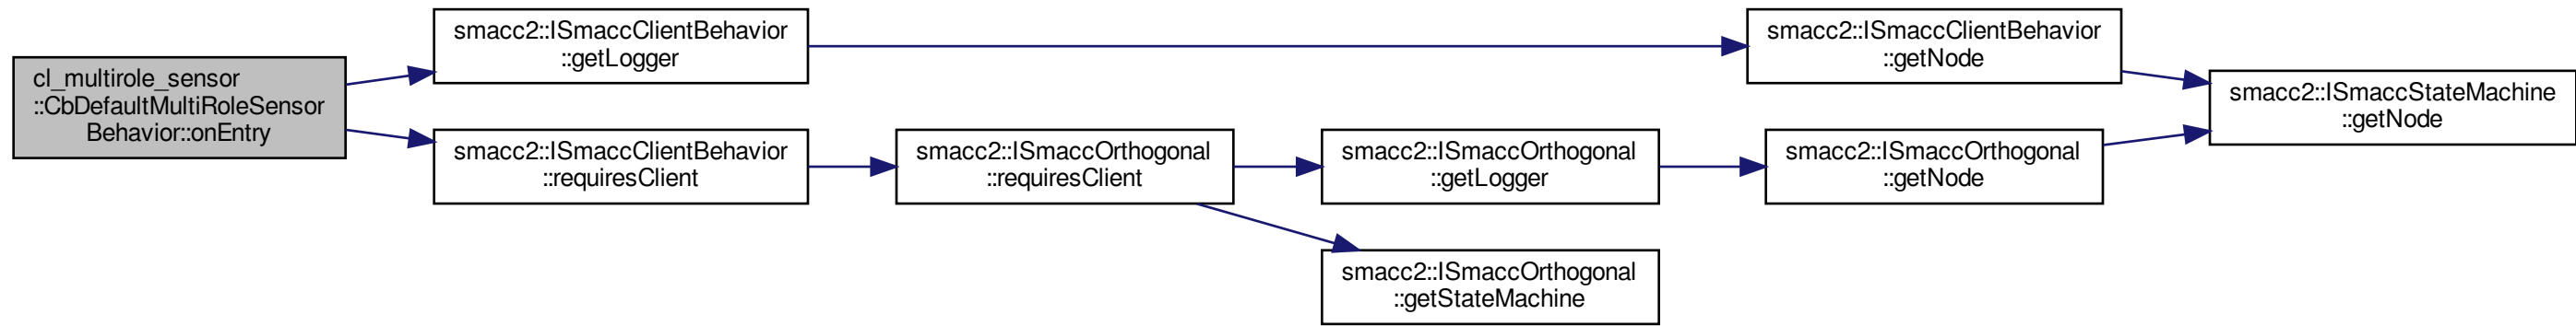 cl_multirole_sensor
::CbDefaultMultiRoleSensor
Behavior::onEntry
smacc2::ISmaccClientBehavior
::getLogger
smacc2::ISmaccClientBehavior
::requiresClient
smacc2::ISmaccOrthogonal
::requiresClient
smacc2::ISmaccOrthogonal
::getLogger
smacc2::ISmaccOrthogonal
::getStateMachine
smacc2::ISmaccClientBehavior
::getNode
smacc2::ISmaccOrthogonal
::getNode
smacc2::ISmaccStateMachine
::getNode